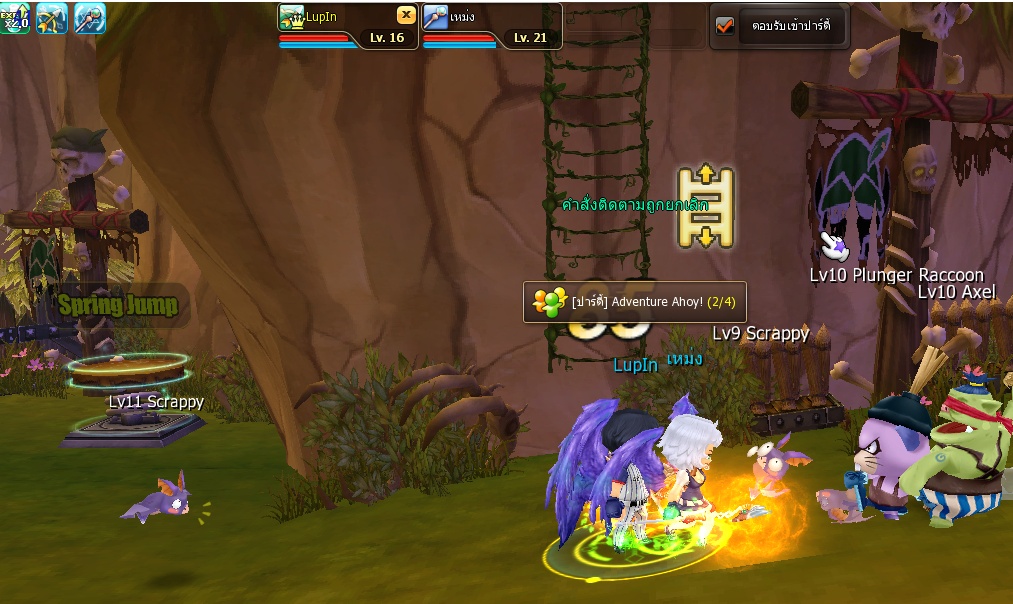 EXP
x2.0
LupIn
Lv. 16
เหม่ง
Lv. 21
ตอบรับเข้าปาร์ตี้
คำสั่งติดตามถูกยกเลิก
Lv10 Plunger Raccoon
Lv10 Axel
[ปาร์ตี้] Adventure Ahoy! (2/4)
Spring Jump
Lv9 Scrappy
LupIn
เหม่ง
Lv11 Scrappy